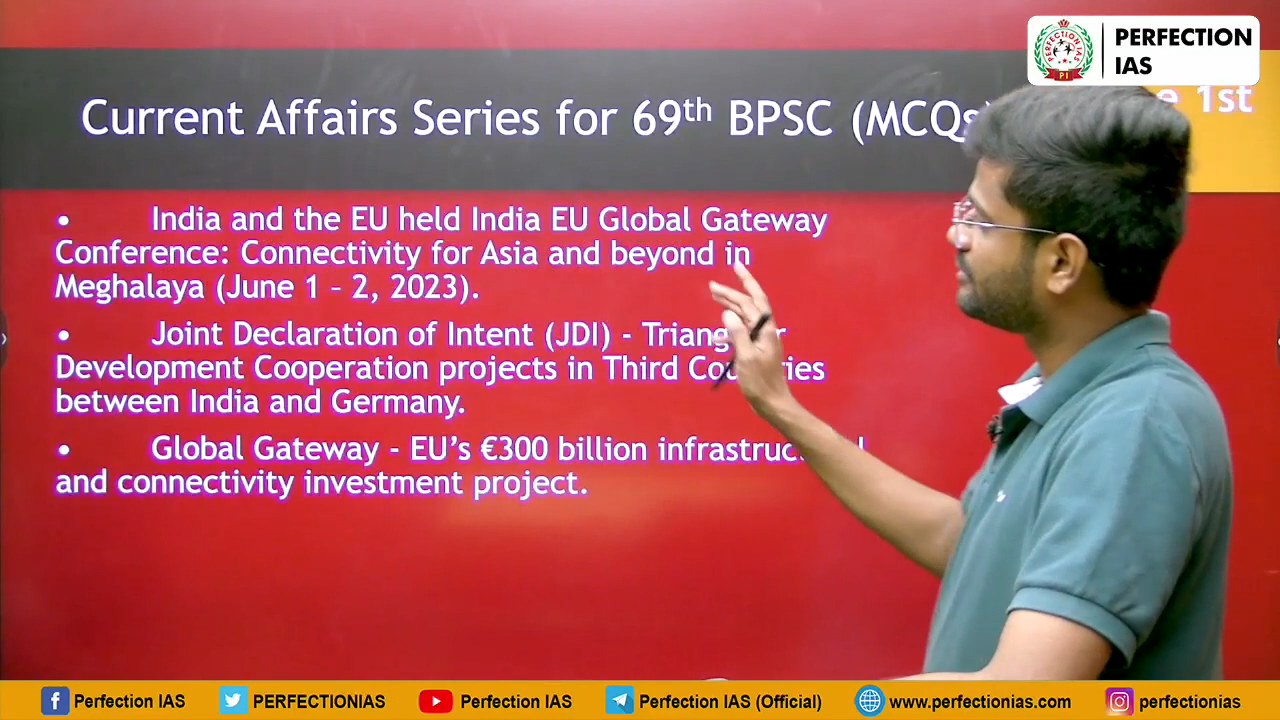 PERFECTION
IAS
PERFECTION IAS
PI
Current Affairs Series for 69th BPSC (MCQs
1st
• India and the EU held India EU Global Gateway
Conference: Connectivity for Asia and beyond in
Meghalaya (June 1 – 2, 2023).
• Joint Declaration of Intent (JDI) -
Development Cooperation projects in Third
between India and Germany.
• Global Gateway - EU’s €300 billion
and connectivity investment project.
Perfection IAS PERFECTIONIAS Perfection IAS Perfection IAS (Official) www.perfectionias.com perfectionias